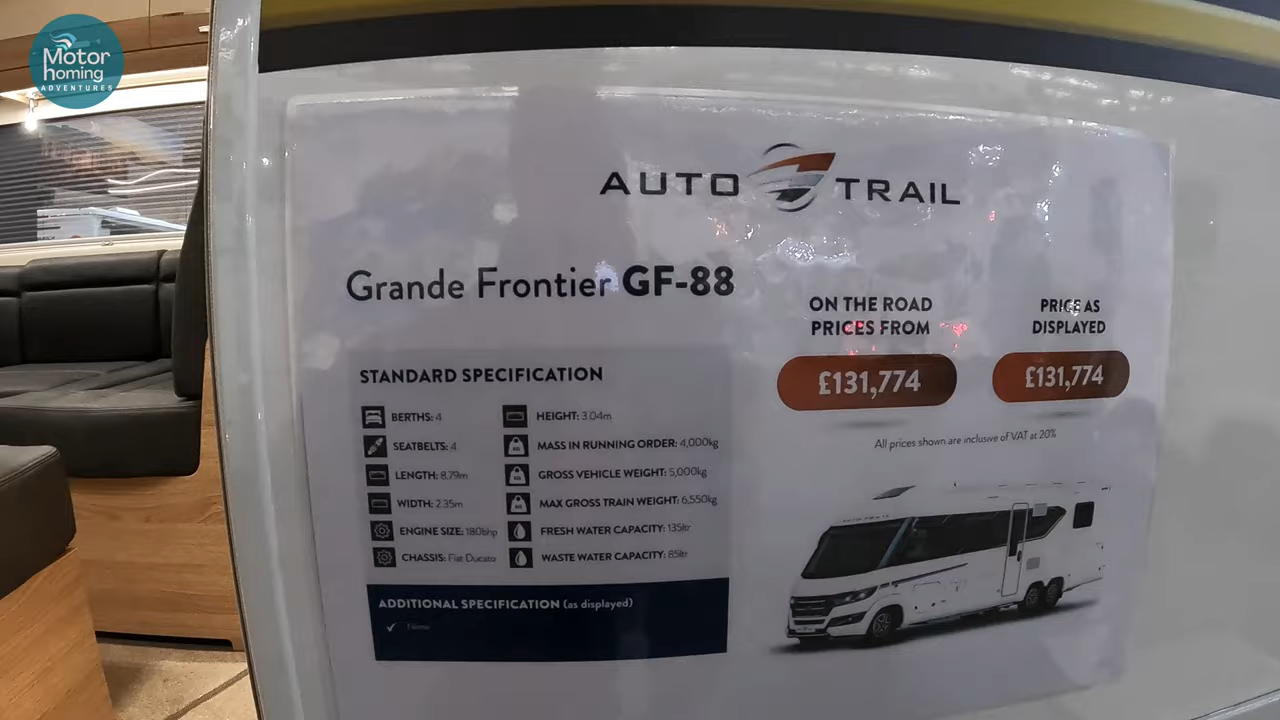 Motor
homing
ADVENTURES
AUTO TRAIL
Grande Frontier GF-88
ON THE ROAD
PRICES FROM
£131,774
PRICE AS
DISPLAYED
£131,774
All prices shown are inclusive of VAT at 20%
STANDARD SPECIFICATION
BERTHS: 4
SEATBELTS: 4
LENGTH: 8.79m
WIDTH: 2.35m
ENGINE SIZE: 180bhp
CHASSIS: Fiat Ducato
HEIGHT: 3.04m
MASS IN RUNNING ORDER: 4,000kg
GROSS VEHICLE WEIGHT: 5,000kg
MAX GROSS TRAIN WEIGHT: 6,550kg
FRESH WATER CAPACITY: 135ltr
WASTE WATER CAPACITY: 85ltr
ADDITIONAL SPECIFICATION (as displayed)
None
AUTO TRAIL